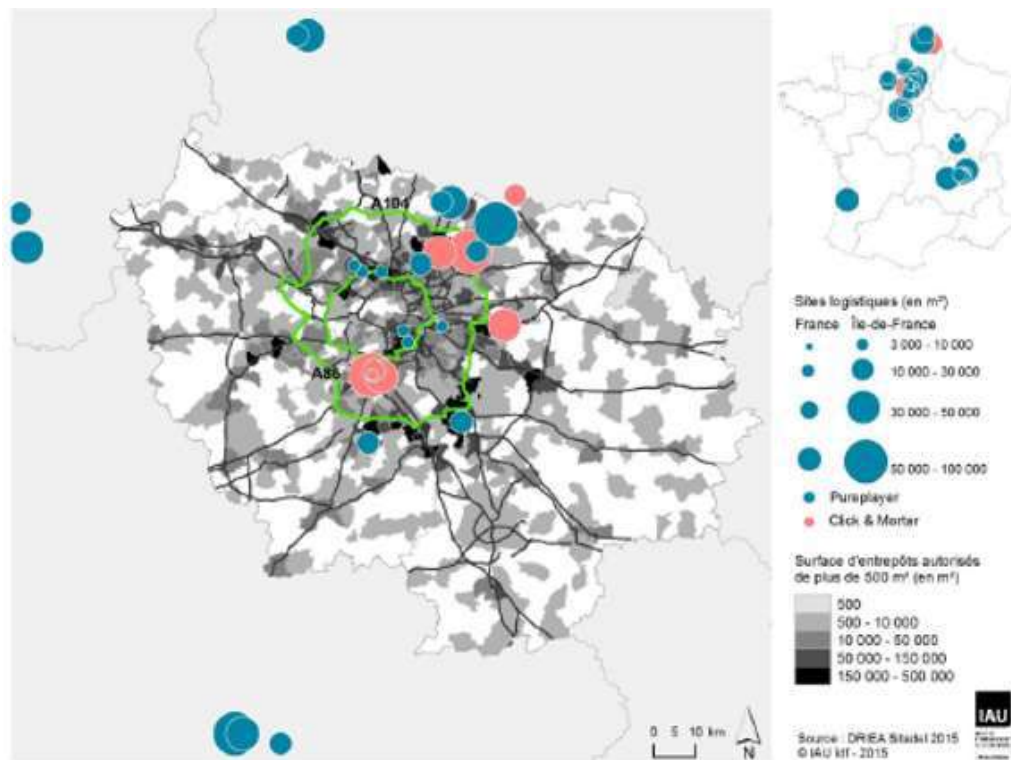 A104
A86
0 5 10 km
N
Sites logistiques (en m²)
France Île-de-France
3 000 - 10 000
10 000 - 30 000
30 000 - 50 000
50 000 - 100 000
Pureplayer
Click & Mortar
Surface d'entrepôts autorisés
de plus de 500 m² (en m²)
500
500 - 10 000
10 000 - 50 000
50 000 - 150 000
150 000 - 500 000
Source : DRIEA Sitadel 2015
© IAU îdf - 2015
IAU